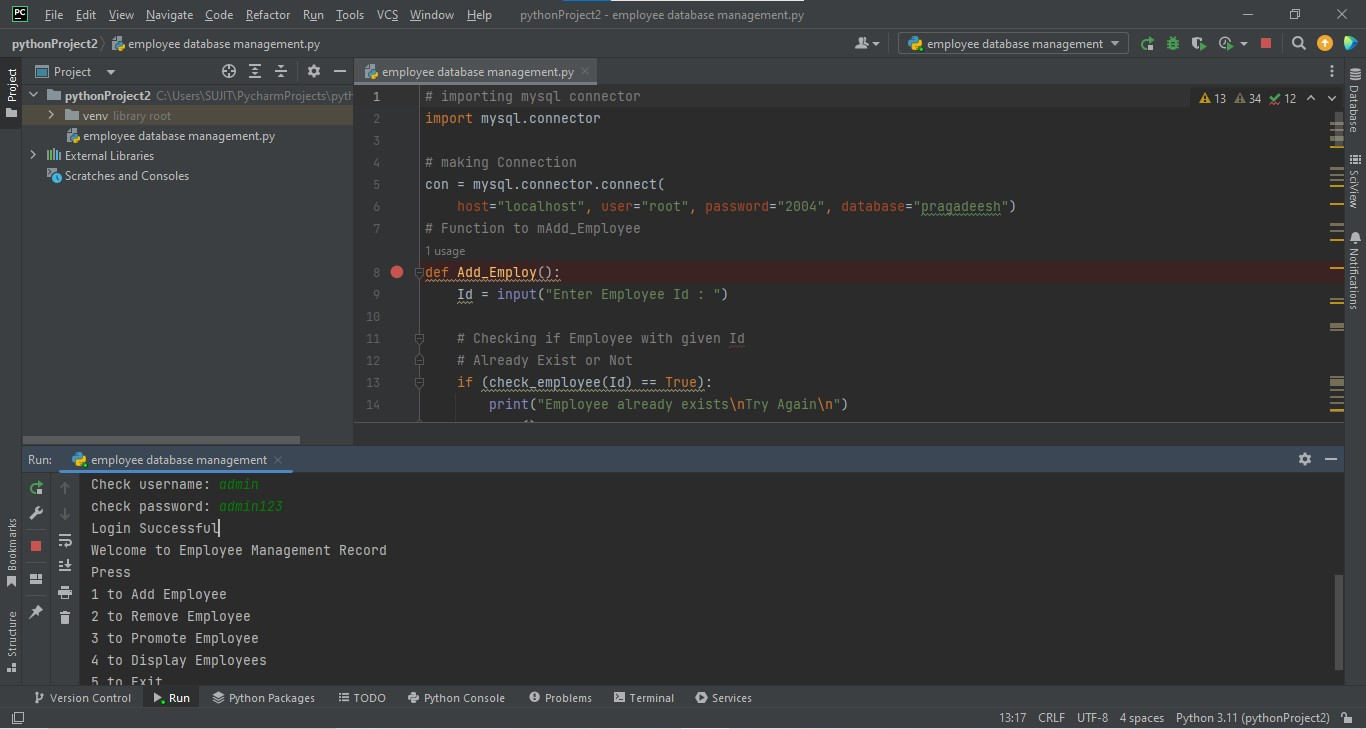 PC File Edit View Navigate Code Refactor Run Tools VCS Window Help pythonProject2 - employee database management.py
pythonProject2 employee database management.py employee database management
Project Project employee database management.py
pythonProject2 C:\Users\SUJIT\PycharmProjects\pyth
venv library root
employee database management.py
External Libraries
Scratches and Consoles
13 34 12
1 # importing mysql connector
2 import mysql.connector
3
4 # making Connection
5 con = mysql.connector.connect(
6 host="localhost", user="root", password="2004", database="pragadeesh")
7 # Function to mAdd_Employee
1 usage
8 def Add_Employ():
9 Id = input("Enter Employee Id : ")
10
11 # Checking if Employee with given Id
12 # Already Exist or Not
13 if (check_employee(Id) == True):
14 print("Employee already exists\nTry Again\n")
Database
SciView
Notifications
Run: employee database management
Check username: admin
check password: admin123
Login Successful
Welcome to Employee Management Record
Press
1 to Add Employee
2 to Remove Employee
3 to Promote Employee
4 to Display Employees
5 to Exit
Bookmarks
Structure
Version Control Run Python Packages TODO Python Console Problems Terminal Services
13:17 CRLF UTF-8 4 spaces Python 3.11 (pythonProject2)